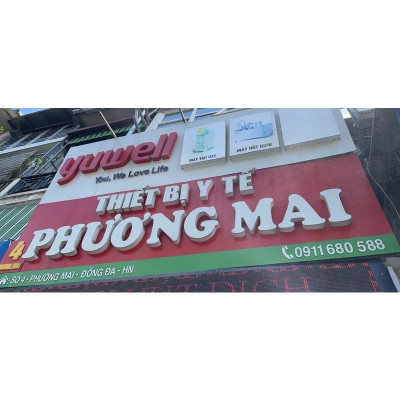 yuwell
You, We Love Life
MÁY TẠO OXY
MÁY HÚT DỊCH
THIẾT BỊ Y TẾ
PHƯƠNG MAI
4
0911 680 588
SỐ 4 - PHƯƠNG MAI - ĐỐNG ĐA - HN